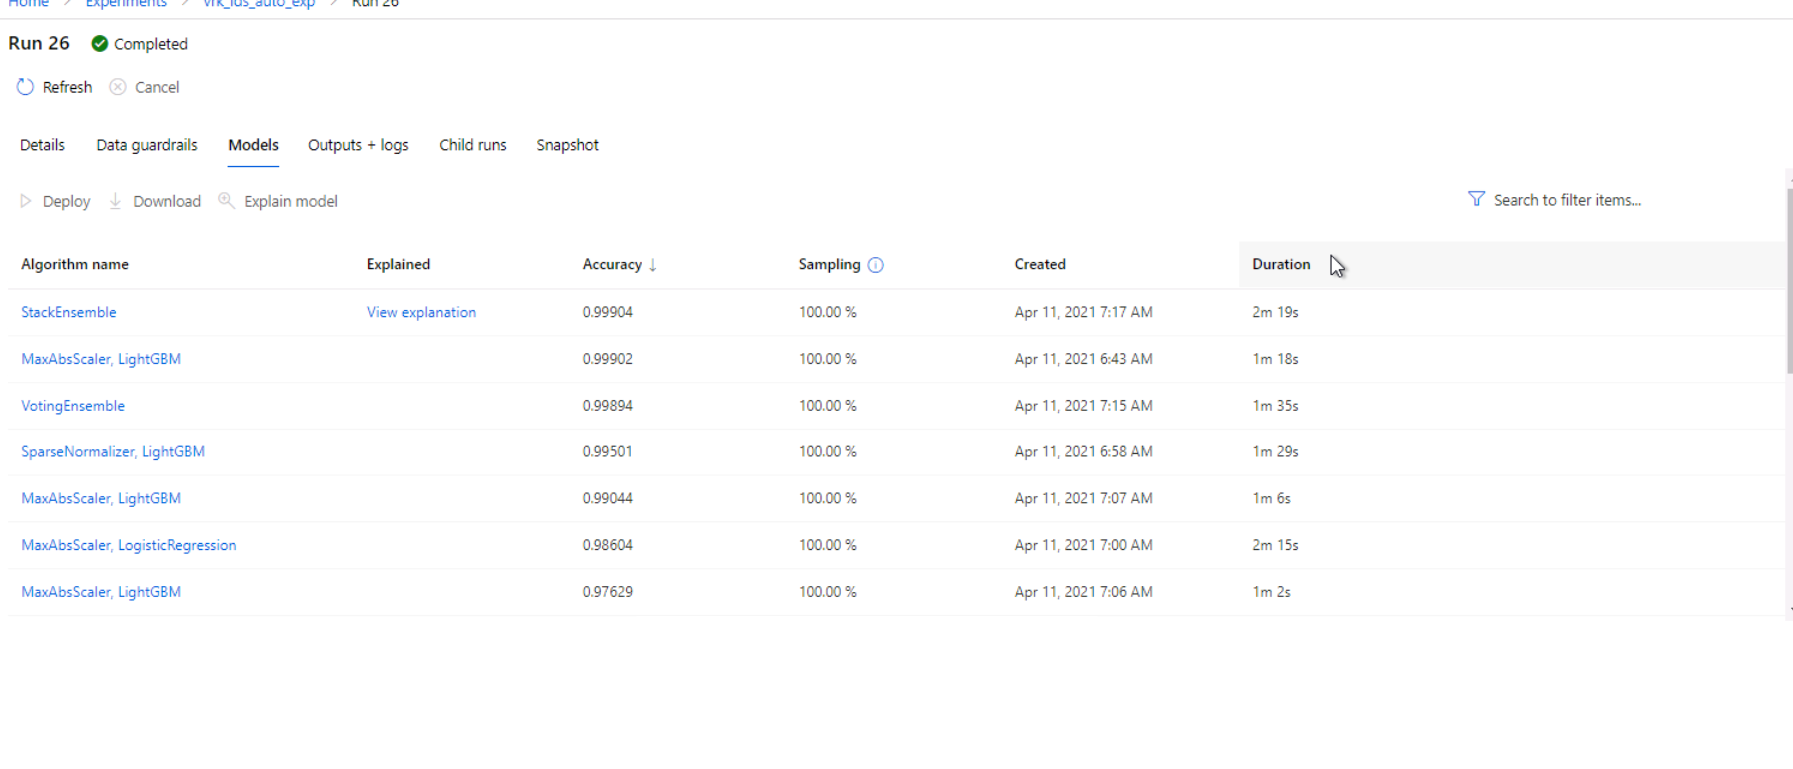 Home > Experiments > vrk_ids_auto_exp > Run 26
Run 26 Completed
Refresh Cancel
Details Data guardrails Models Outputs + logs Child runs Snapshot
Deploy Download Explain model Search to filter items...
Algorithm name Explained Accuracy ↓ Sampling Created Duration
StackEnsemble View explanation 0.99904 100.00 % Apr 11, 2021 7:17 AM 2m 19s
MaxAbsScaler, LightGBM 0.99902 100.00 % Apr 11, 2021 6:43 AM 1m 18s
VotingEnsemble 0.99894 100.00 % Apr 11, 2021 7:15 AM 1m 35s
SparseNormalizer, LightGBM 0.99501 100.00 % Apr 11, 2021 6:58 AM 1m 29s
MaxAbsScaler, LightGBM 0.99044 100.00 % Apr 11, 2021 7:07 AM 1m 6s
MaxAbsScaler, LogisticRegression 0.98604 100.00 % Apr 11, 2021 7:00 AM 2m 15s
MaxAbsScaler, LightGBM 0.97629 100.00 % Apr 11, 2021 7:06 AM 1m 2s